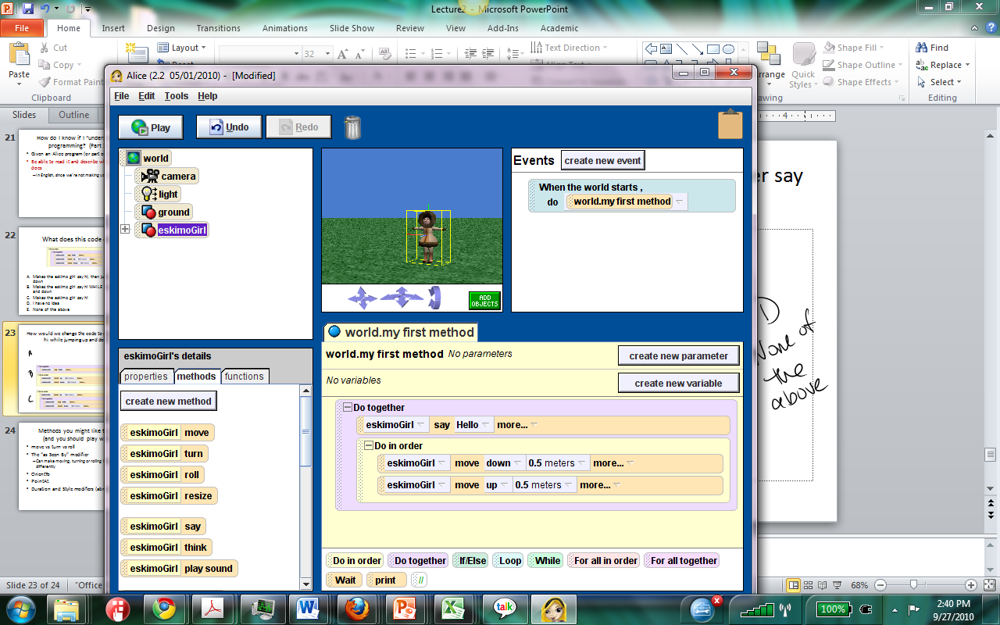 Lecture2 - Microsoft PowerPoint
File Home Insert Design Transitions Animations Slide Show Review View Add-Ins Academic
Paste
Cut
Copy
Format Paint
Clipboard
Layout
32
Text Direction
Arrange
Quick Styles
Shape Fill
Shape Outline
Shape Effects
Find
Replace
Select
Editing
Slides Outline
21
How do I know if I "under
programming? (Part
Given an Alice program (or part o
Be able to read it and describe wh
does
22
What does this code
A. Makes the eskimo girl say hi, then ju
down
B. Makes the eskimo girl say hi WHILE
and down
C. Makes the eskimo girl say hi
D. I have no idea
E. None of the above
23
How would we change the code to
hi while jumping up and do
A
B
C
24
Methods you might like t
(and you should play w
move vs turn vs roll
The "as Seen By" modifier
Can make moving, turning or rolling
differently
OrientTo
PointAt
Duration and Style modifiers
Alice (2.2 05/01/2010) - [Modified]
File Edit Tools Help
Play Undo Redo
world
camera
light
ground
eskimoGirl
ADD
OBJECTS
Events create new event
When the world starts ,
do world.my first method
eskimoGirl's details
properties methods functions
create new method
eskimoGirl move
eskimoGirl turn
eskimoGirl roll
eskimoGirl resize
eskimoGirl say
eskimoGirl think
eskimoGirl play sound
world.my first method
world.my first method No parameters
create new parameter
No variables
create new variable
Do together
eskimoGirl say Hello more...
Do in order
eskimoGirl move down 0.5 meters more...
eskimoGirl move up 0.5 meters more...
Do in order Do together If/Else Loop While For all in order For all together
Wait print //
er say
4
D
None of
the
above
Slide 23 of 24
"Office
68%
talk
100%
2:40 PM
9/27/2010